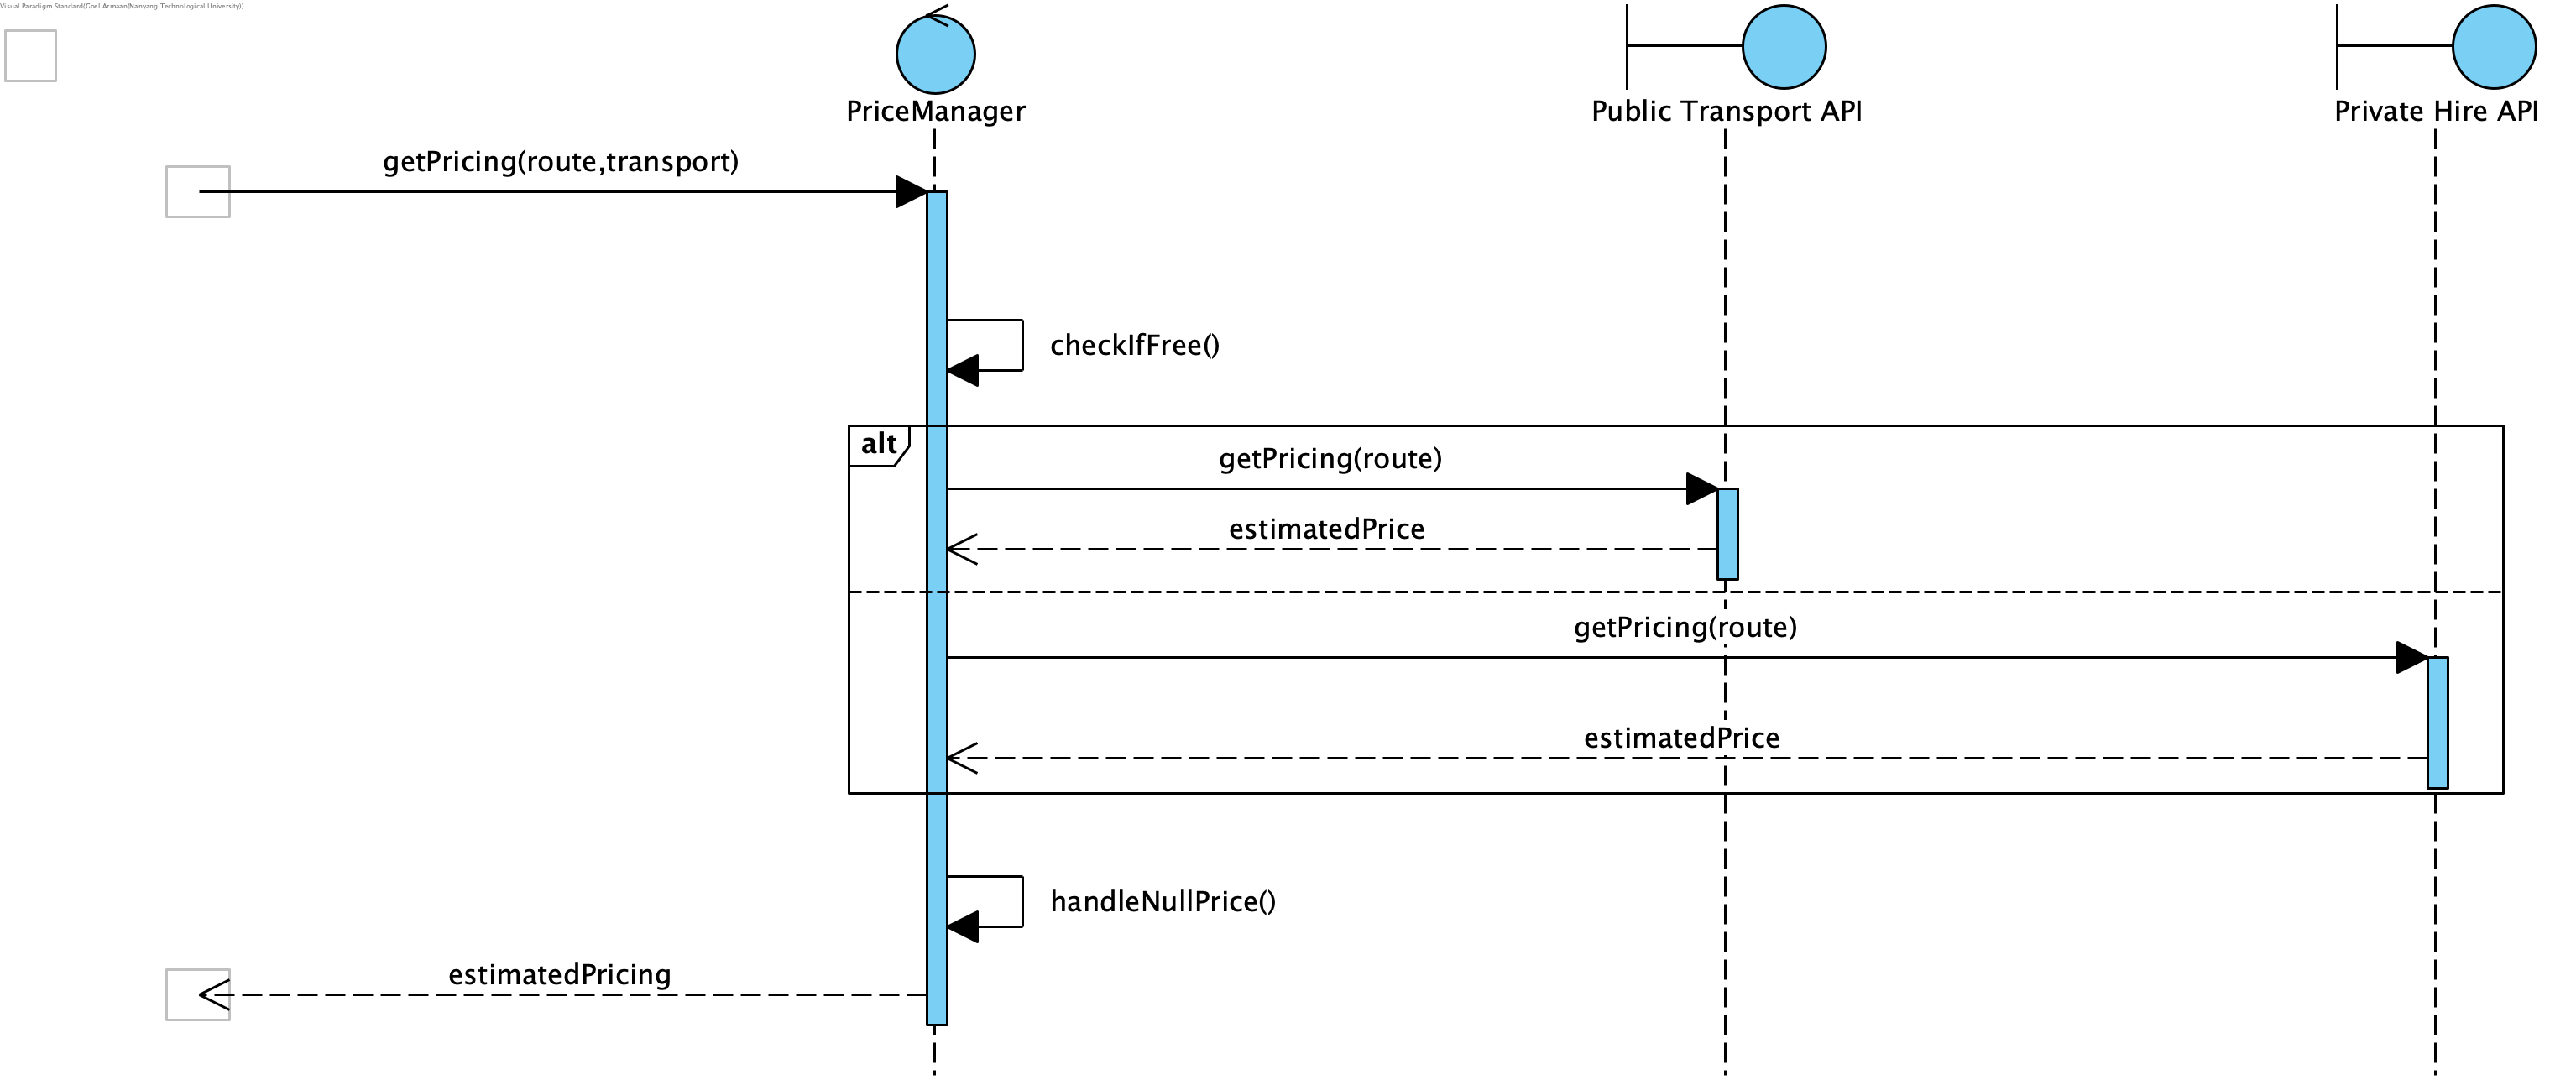 Visual Paradigm Standard(Goel Armaan(Nanyang Technological University))
PriceManager
Public Transport API
Private Hire API
getPricing(route,transport)
checkIfFree()
alt
getPricing(route)
estimatedPrice
getPricing(route)
estimatedPrice
handleNullPrice()
estimatedPricing